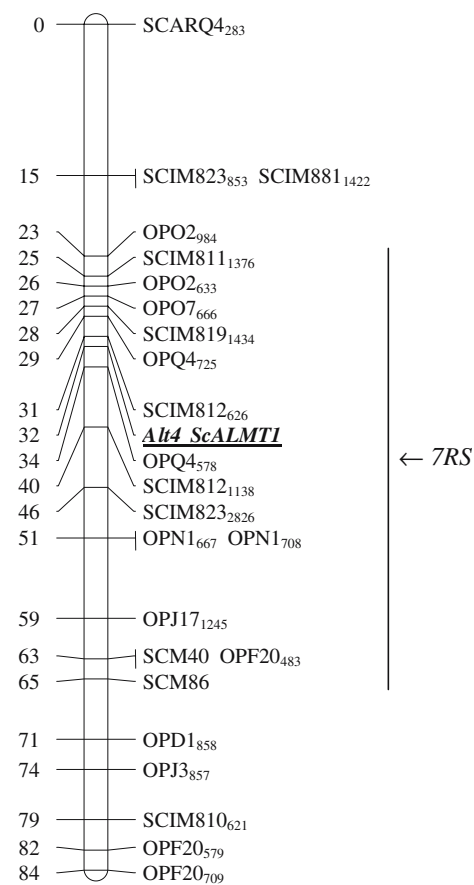 0 SCARQ4₂₈₃
15 SCIM823₈₅₃ SCIM881₁₄₂₂
23 OPO2₉₈₄
25 SCIM811₁₃₇₆
26 OPO2₆₃₃
27 OPO7₆₆₆
28 SCIM819₁₄₃₄
29 OPQ4₇₂₅
31 SCIM812₆₂₆
32 Alt4 ScALMT1
34 OPQ4₅₇₈
← 7RS
40 SCIM812₁₁₃₈
46 SCIM823₂₈₂₆
51 OPN1₆₆₇ OPN1₇₀₈
59 OPJ17₁₂₄₅
63 SCM40 OPF20₄₈₃
65 SCM86
71 OPD1₈₅₈
74 OPJ3₈₅₇
79 SCIM810₆₂₁
82 OPF20₅₇₉
84 OPF20₇₀₉